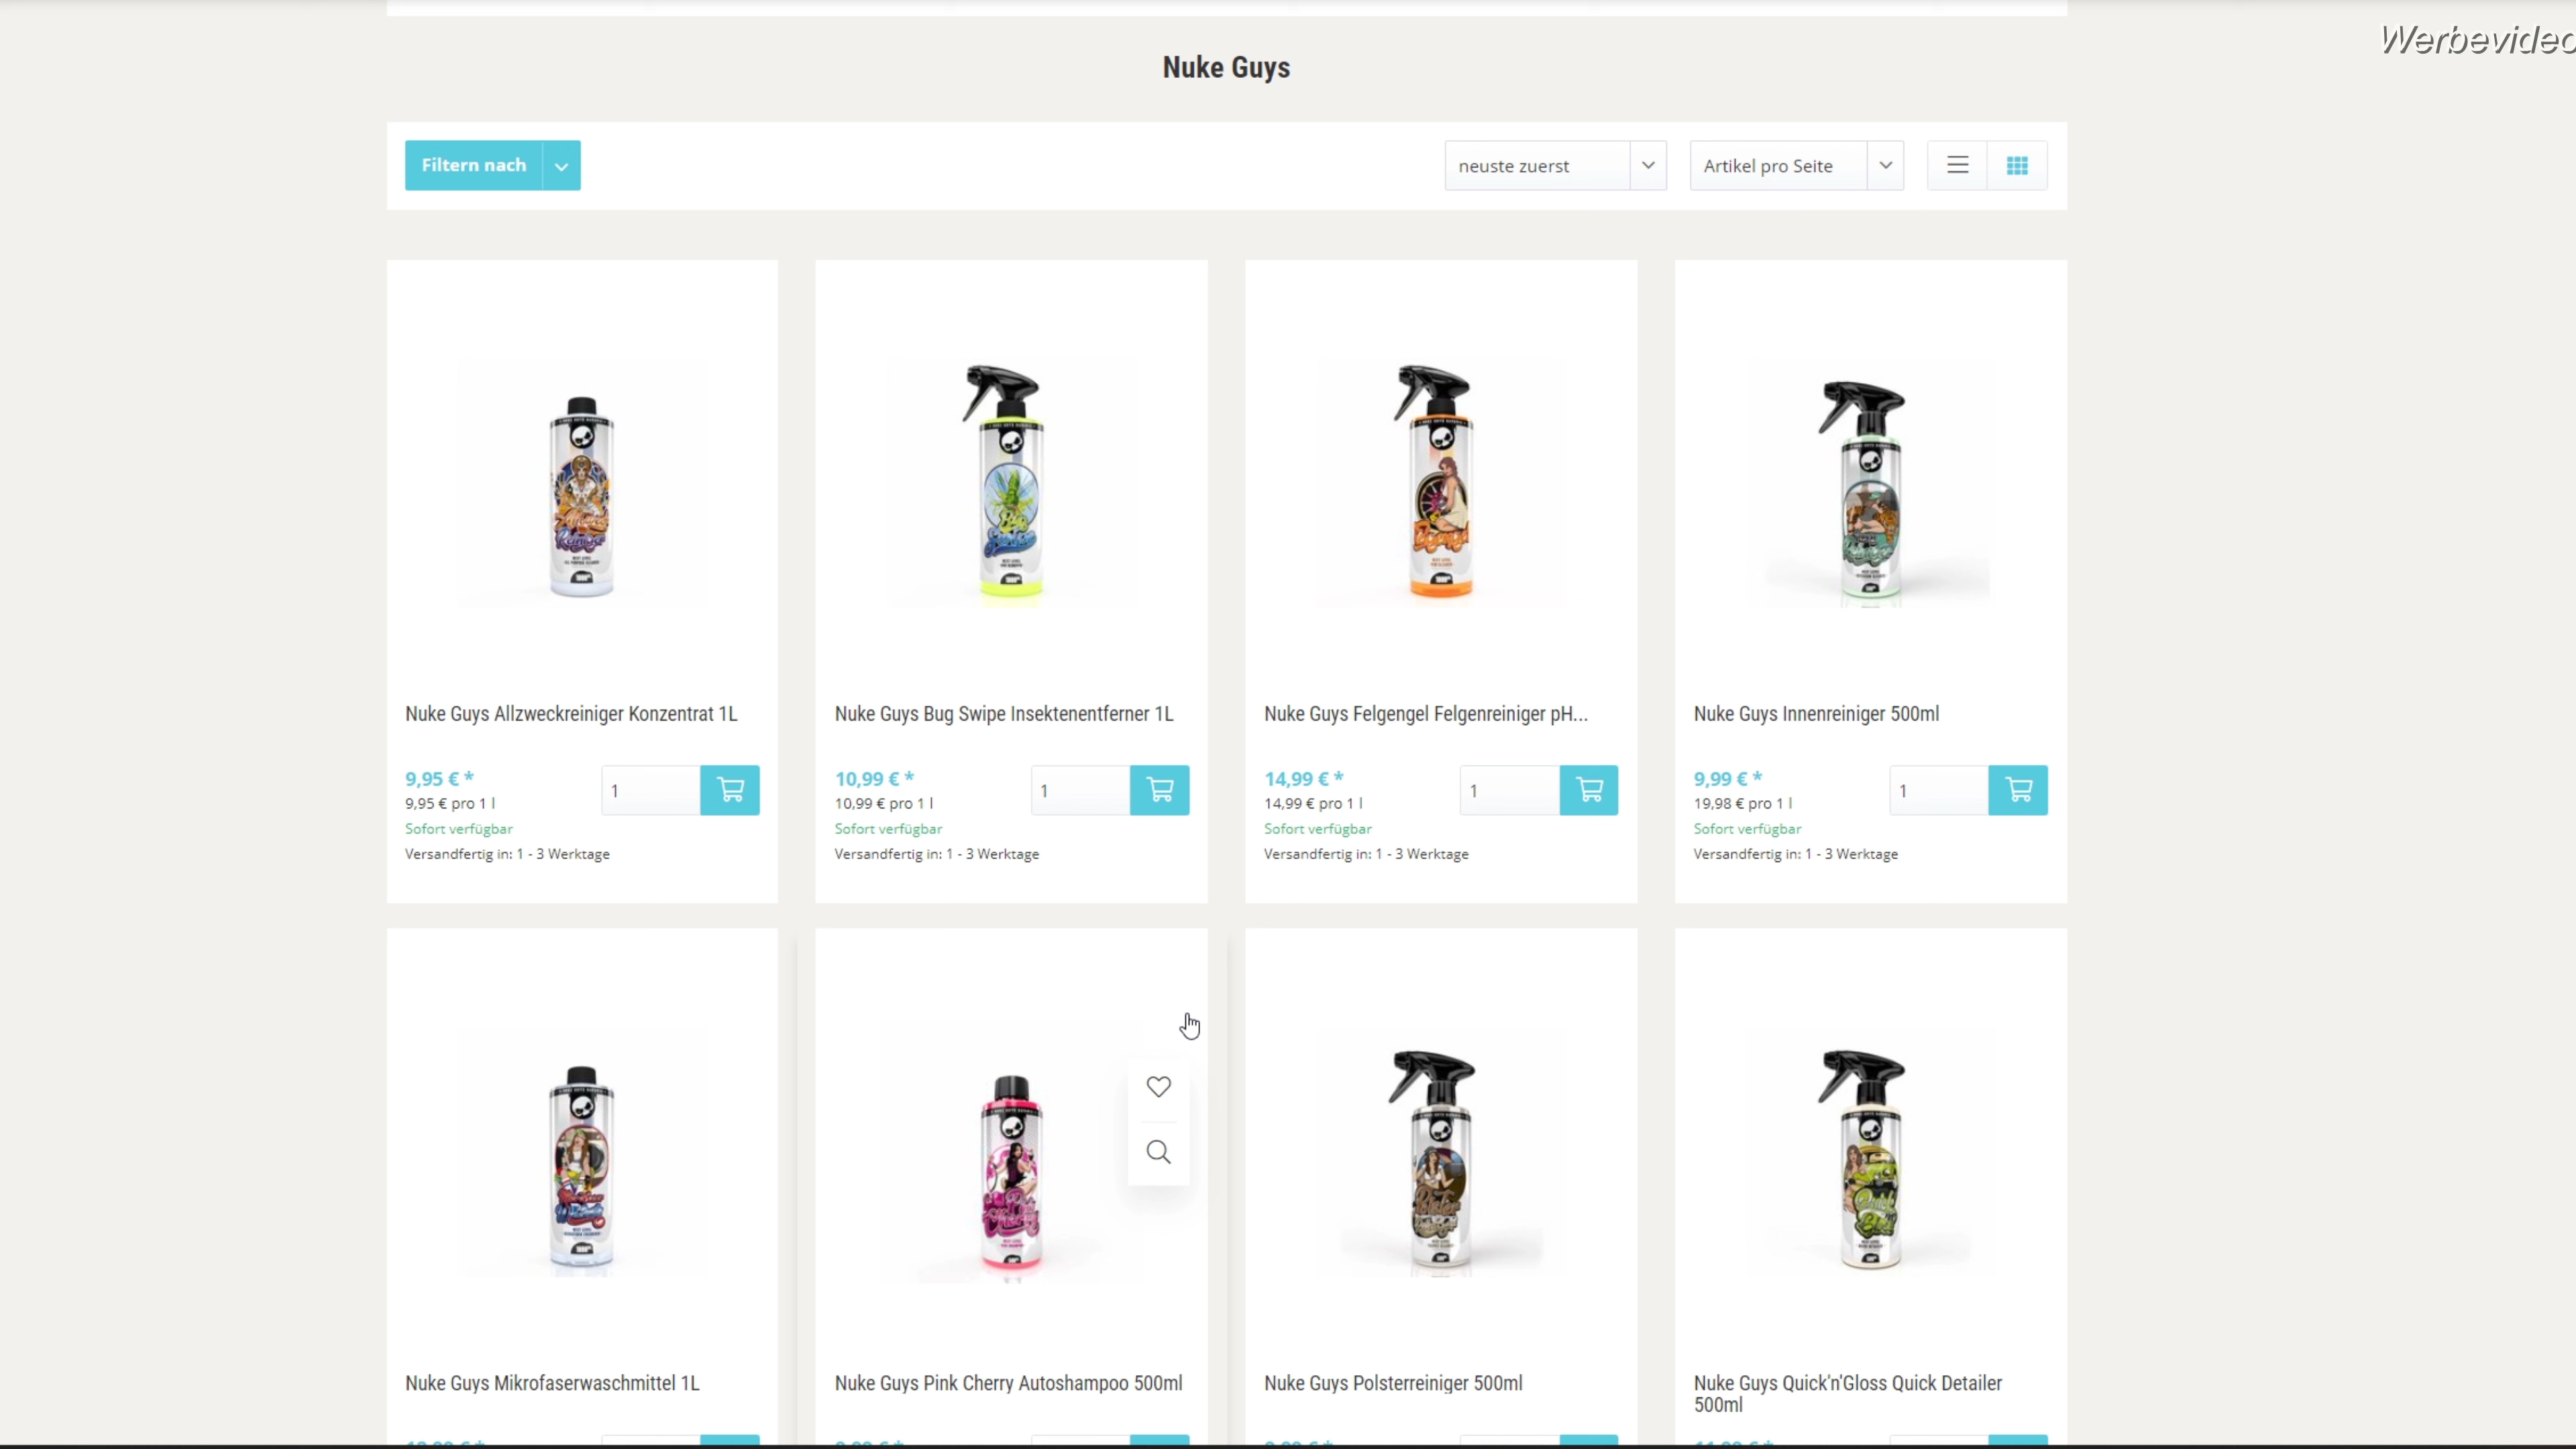 Werbevideo
Nuke Guys
Filtern nach
neuste zuerst
Artikel pro Seite
Nuke Guys Allzweckreiniger Konzentrat 1L
9,95 € *
9,95 € pro 1 l
Sofort verfügbar
Versandfertig in: 1 - 3 Werktage
1
Nuke Guys Bug Swipe Insektenentferner 1L
10,99 € *
10,99 € pro 1 l
Sofort verfügbar
Versandfertig in: 1 - 3 Werktage
1
Nuke Guys Felgengel Felgenreiniger pH...
14,99 € *
14,99 € pro 1 l
Sofort verfügbar
Versandfertig in: 1 - 3 Werktage
1
Nuke Guys Innenreiniger 500ml
9,99 € *
19,98 € pro 1 l
Sofort verfügbar
Versandfertig in: 1 - 3 Werktage
1
Nuke Guys Mikrofaserwaschmittel 1L
Nuke Guys Pink Cherry Autoshampoo 500ml
Nuke Guys Polsterreiniger 500ml
Nuke Guys Quick'n'Gloss Quick Detailer
500ml